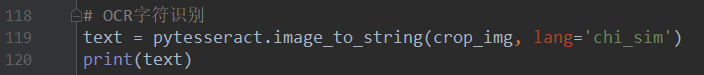 118 # OCR字符识别
119 text = pytesseract.image_to_string(crop_img, lang='chi_sim')
120 print(text)